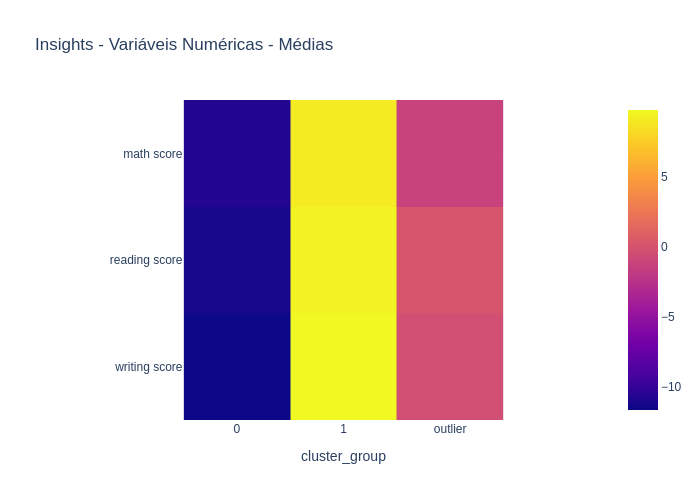 Insights - Variáveis Numéricas - Médias
math score
reading score
writing score
0
1
outlier
cluster_group
5
0
−5
−10